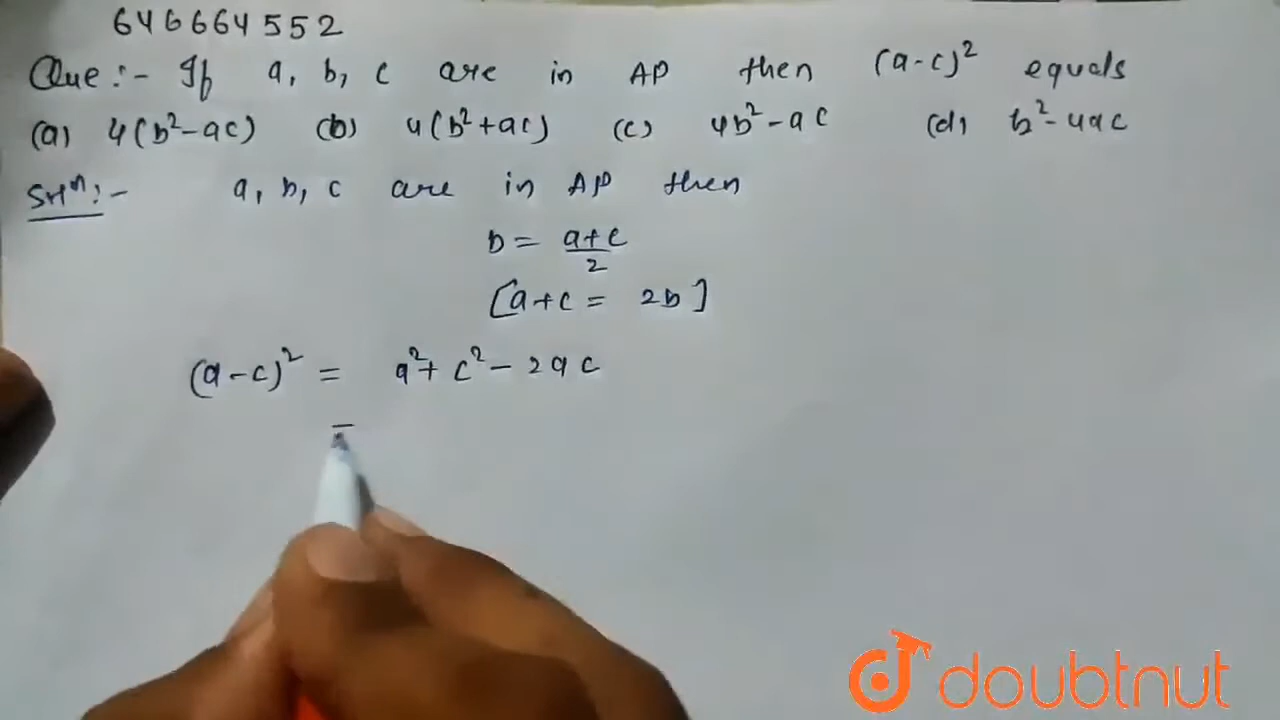 646664552
Que :- If a, b, c are in AP then (a-c)² equals
(a) 4(b²-ac) (b) 4(b²+ac) (c) 4b²-ac (d) b²-4ac
Solⁿ:- a, b, c are in AP then
b = a+c/2
[a+c = 2b]
(a-c)² = a²+c²-2ac
=
doubtnut